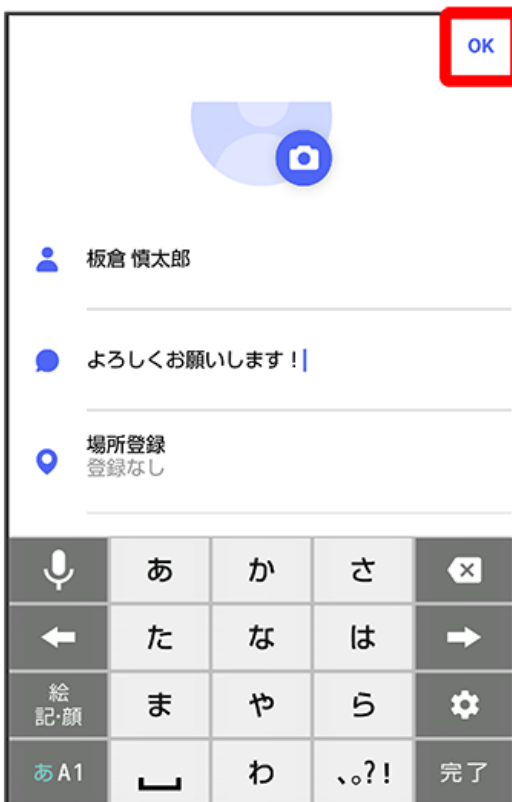 OK
板倉 慎太郎
よろしくお願いします！
場所登録
登録なし
あ か さ
た な は
絵
記·顔 ま や ら
あA1 わ 、。?! 完了